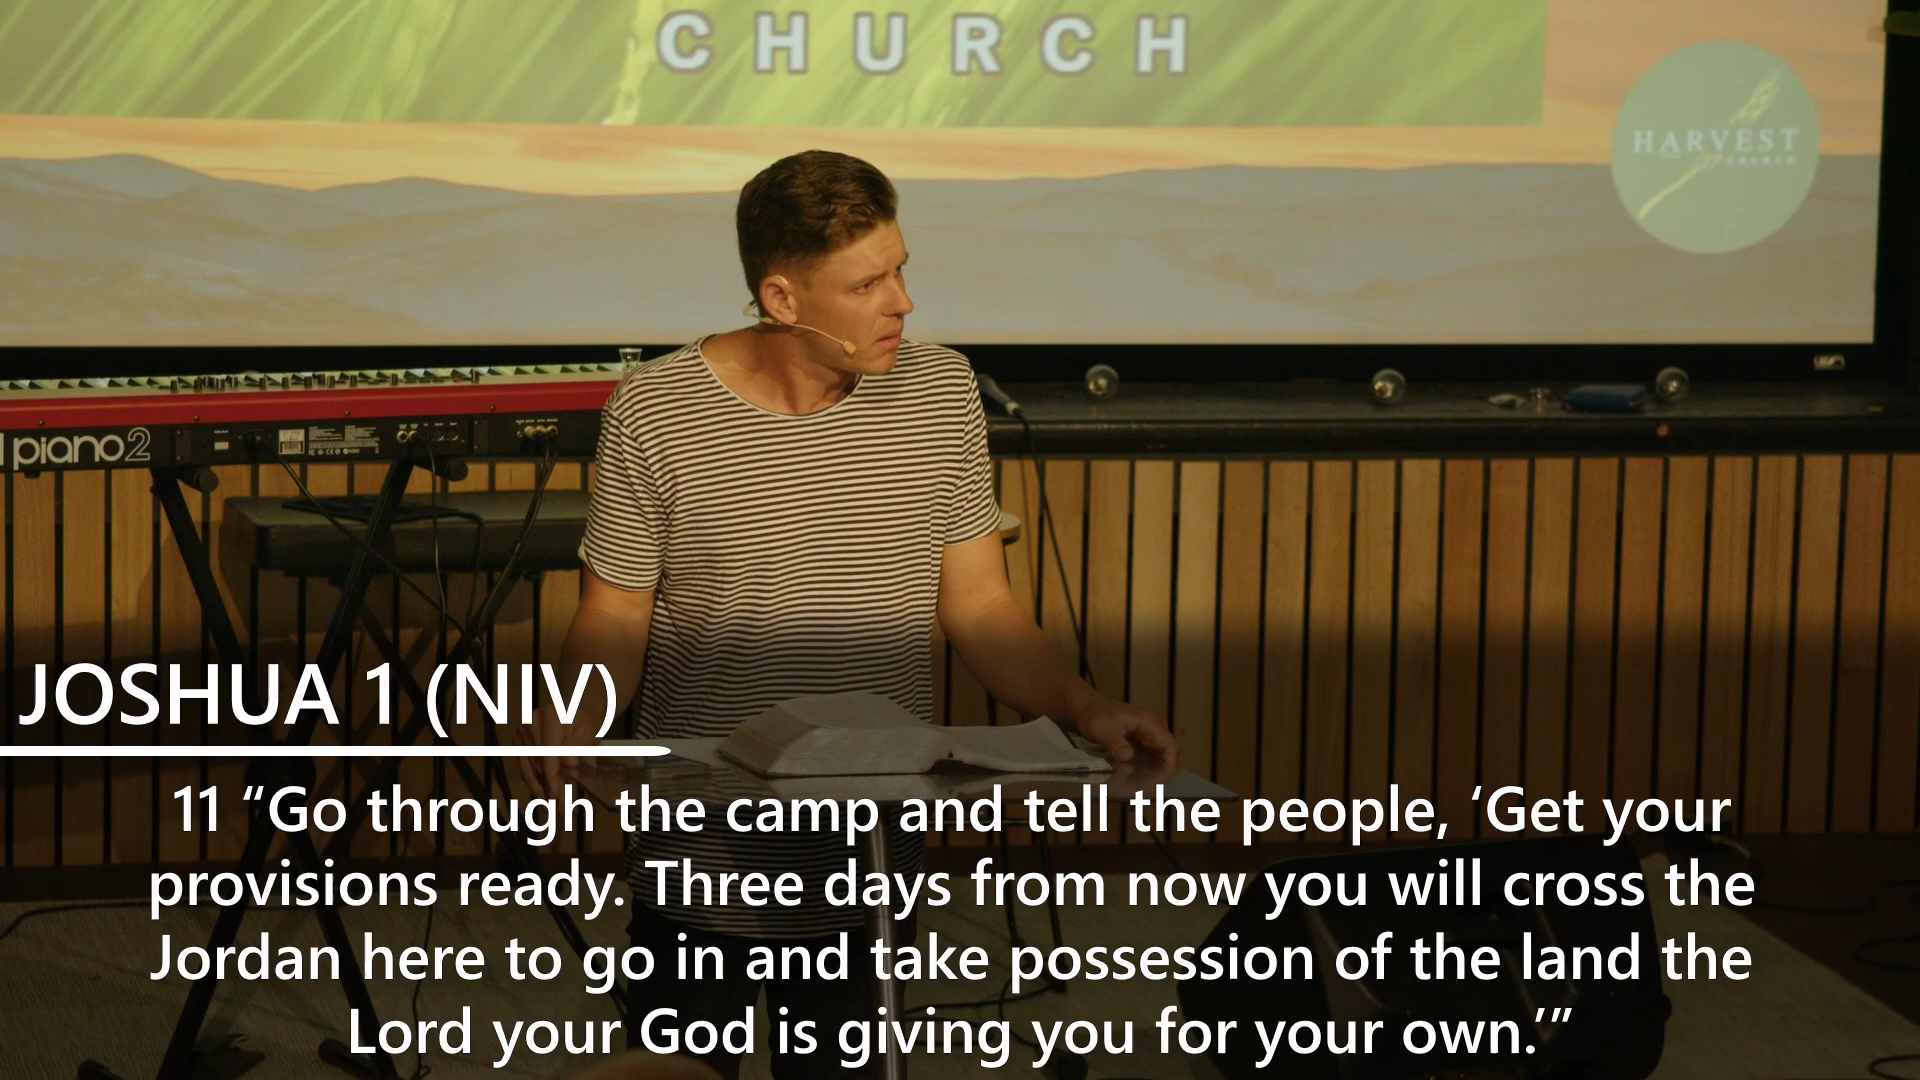 CHURCH
HARVEST
CHURCH
piano2
JOSHUA 1 (NIV)
11 “Go through the camp and tell the people, ‘Get your
provisions ready. Three days from now you will cross the
Jordan here to go in and take possession of the land the
Lord your God is giving you for your own.’”